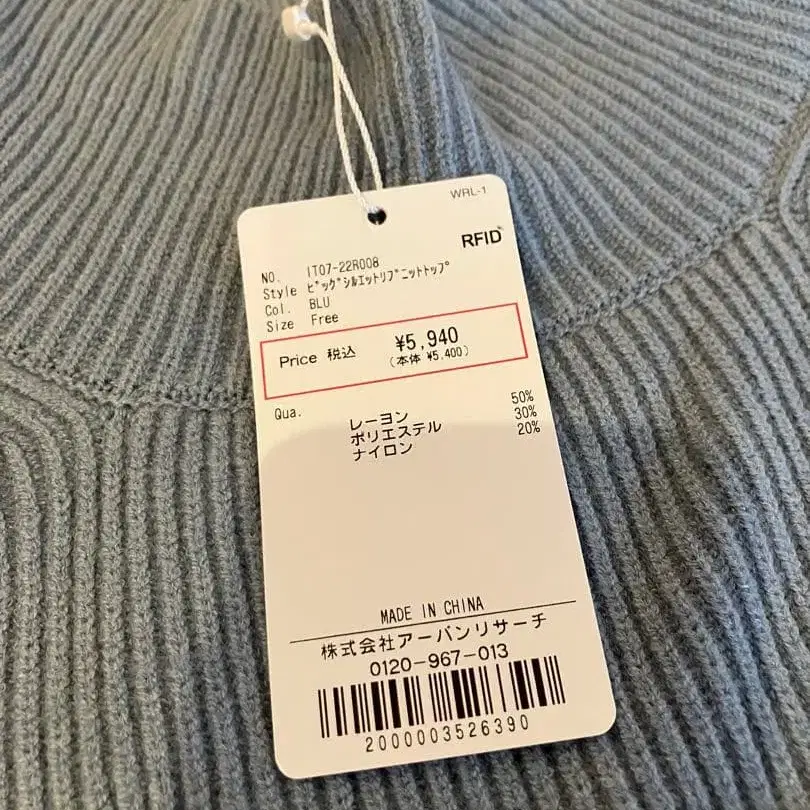 WRL-1
RFID
NO. IT07-22R008
Style ﾋﾞｯｸﾞｼﾙｴｯﾄﾘﾌﾞﾆｯﾄﾄｯﾌﾟ
Col. BLU
Size Free
Price 税込 ¥5,940
(本体 ¥5,400)
Qua.
レーヨン 50%
ポリエステル 30%
ナイロン 20%
MADE IN CHINA
株式会社アーバンリサーチ
0120-967-013
2000003526390